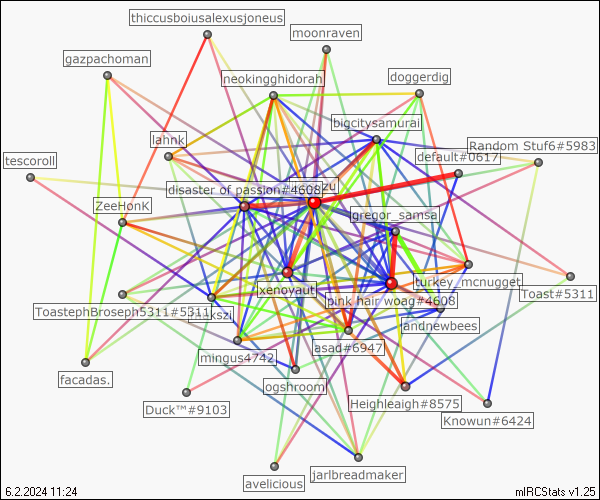 thiccusboiusalexusjoneus
moonraven
gazpachoman
neokingghidorah
doggerdig
bigcitysamurai
lahnk
Random Stuf6#5983
default#0617
tescoroll
disaster of passion#4608
zu
ZeeHonK
gregor_samsa
turkey_mcnugget
xenovaut
Toast#5311
pink hair woag#4608
ToastephBroseph5311#5311
kszi
andnewbees
asad#6947
mingus4742
facadas.
ogshroom
Duck™#9103
Heighleaigh#8575
Knowun#6424
jarlbreadmaker
avelicious
6.2.2024 11:24
mIRCStats v1.25